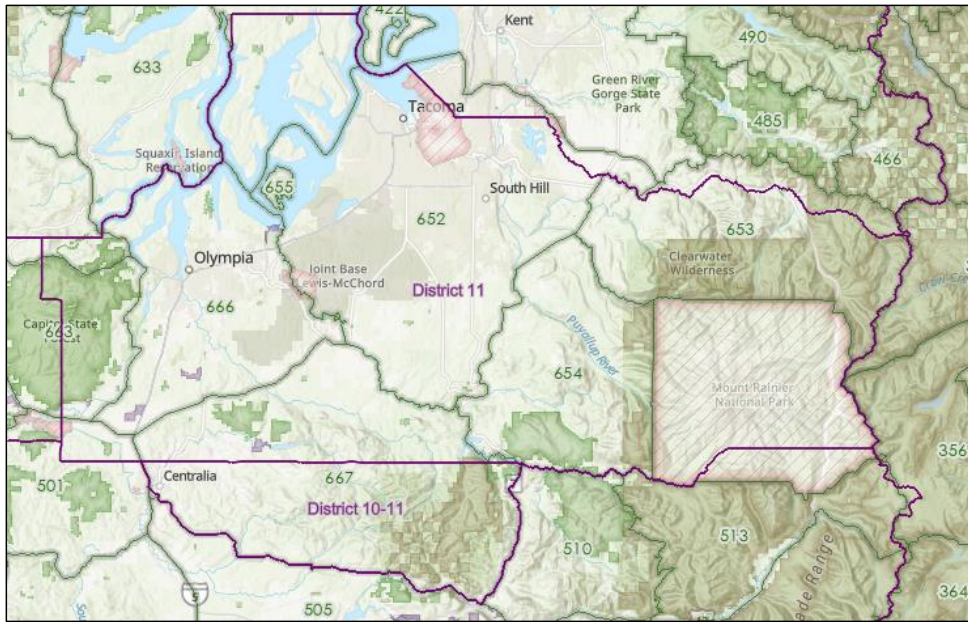 422
Kent
633
490
Green River
Gorge State
Park
Tacoma
485
Squaxin Island
Reservation
466
655
South Hill
652
653
Olympia
Clearwater
Wilderness
Joint Base
Lewis-McChord
District 11
666
Capitol State
Forest
663
Puyallup River
654
Mount Rainier
National Park
356
Centralia
667
501
District 10-11
513
510
5
505
364